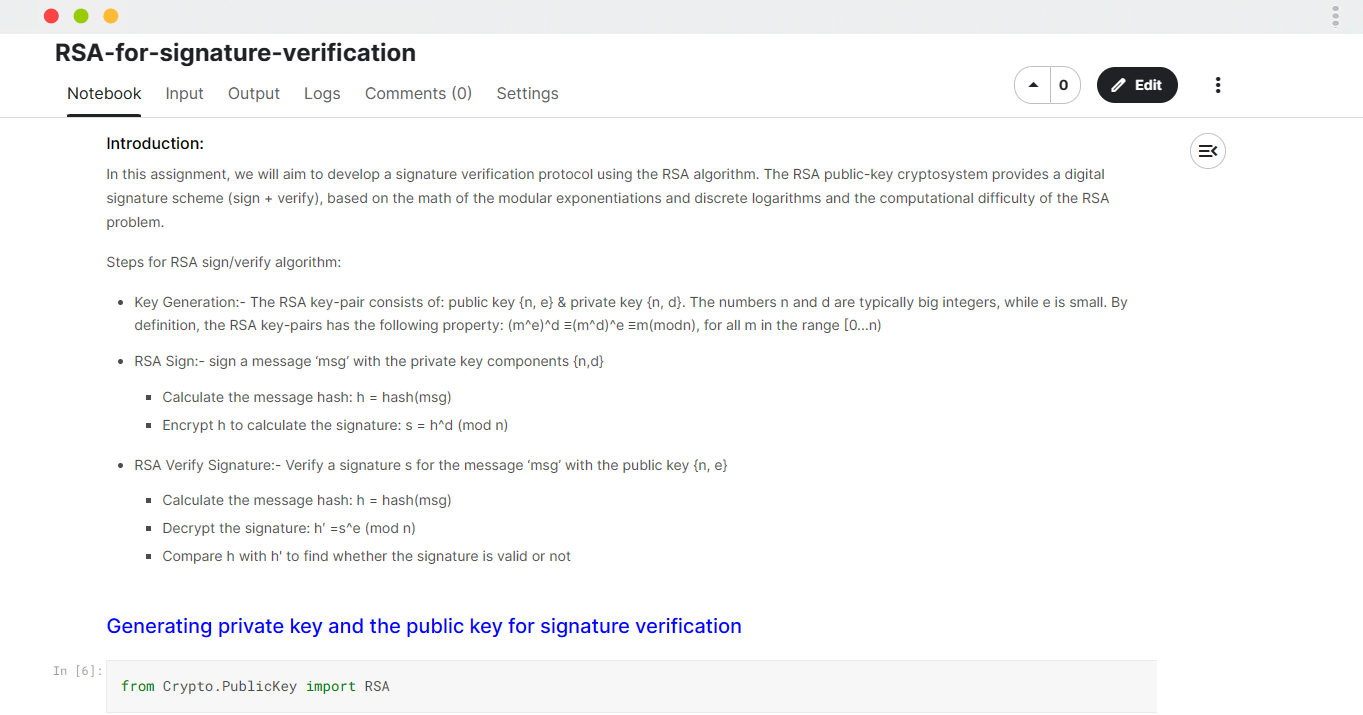 RSA-for-signature-verification
Notebook Input Output Logs Comments (0) Settings
0 Edit
Introduction:
In this assignment, we will aim to develop a signature verification protocol using the RSA algorithm. The RSA public-key cryptosystem provides a digital
signature scheme (sign + verify), based on the math of the modular exponentiations and discrete logarithms and the computational difficulty of the RSA
problem.
Steps for RSA sign/verify algorithm:
• Key Generation:- The RSA key-pair consists of: public key {n, e} & private key {n, d}. The numbers n and d are typically big integers, while e is small. By
definition, the RSA key-pairs has the following property: (m^e)^d ≡(m^d)^e ≡m(modn), for all m in the range [0...n)
• RSA Sign:- sign a message ‘msg’ with the private key components {n,d}
▪ Calculate the message hash: h = hash(msg)
▪ Encrypt h to calculate the signature: s = h^d (mod n)
• RSA Verify Signature:- Verify a signature s for the message ‘msg’ with the public key {n, e}
▪ Calculate the message hash: h = hash(msg)
▪ Decrypt the signature: h’ =s^e (mod n)
▪ Compare h with h' to find whether the signature is valid or not
Generating private key and the public key for signature verification
In [6]: from Crypto.PublicKey import RSA